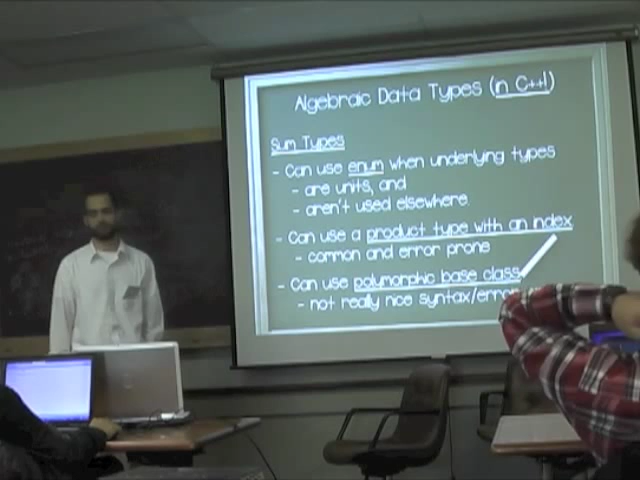 Algebraic Data Types (in C++!)
Sum Types
- Can use enum when underlying types
- are units, and
- aren't used elsewhere.
- Can use a product type with an index
- common and error prone
- Can use polymorphic base class
- not really nice syntax/error